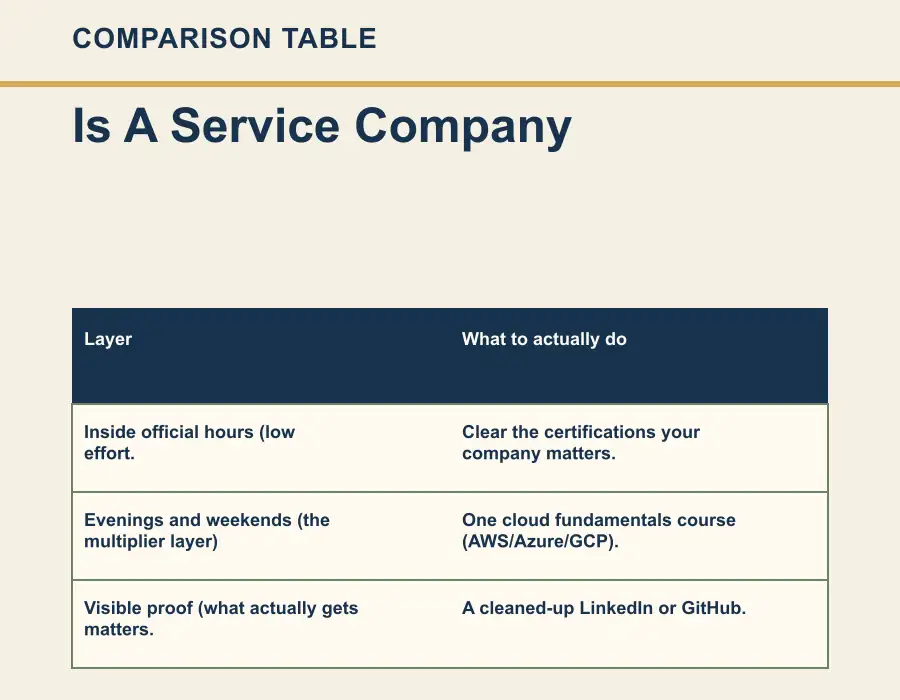 COMPARISON TABLE
Is A Service Company
Layer
What to actually do
Inside official hours (low
effort.
Clear the certifications your
company matters.
Evenings and weekends (the
multiplier layer)
One cloud fundamentals course
(AWS/Azure/GCP).
Visible proof (what actually gets
matters.
A cleaned-up LinkedIn or GitHub.